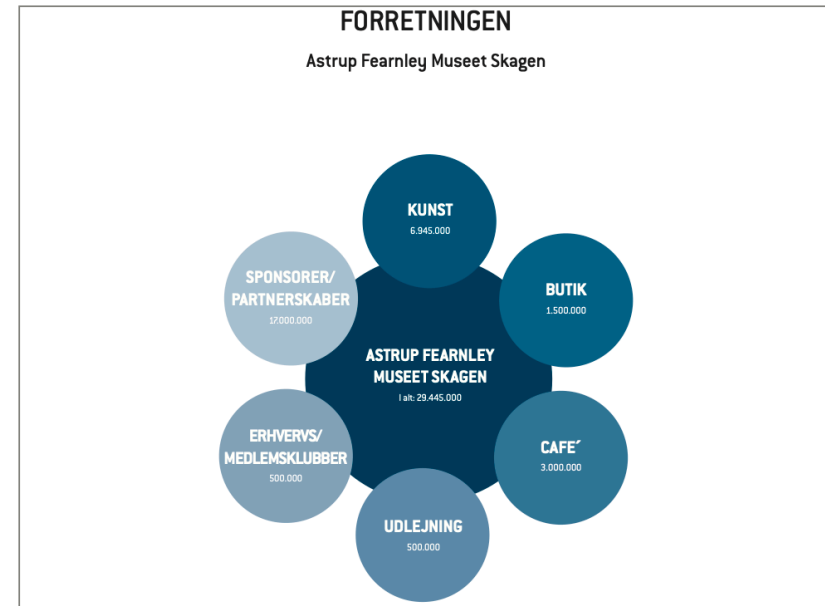 FORRETNINGEN
Astrup Fearnley Museet Skagen
KUNST
6.945.000
BUTIK
1.500.000
CAFE´
3.000.000
UDLEJNING
500.000
ERHVERVS/
MEDLEMSKLUBBER
500.000
SPONSORER/
PARTNERSKABER
17.000.000
ASTRUP FEARNLEY
MUSEET SKAGEN
I alt: 29.445.000